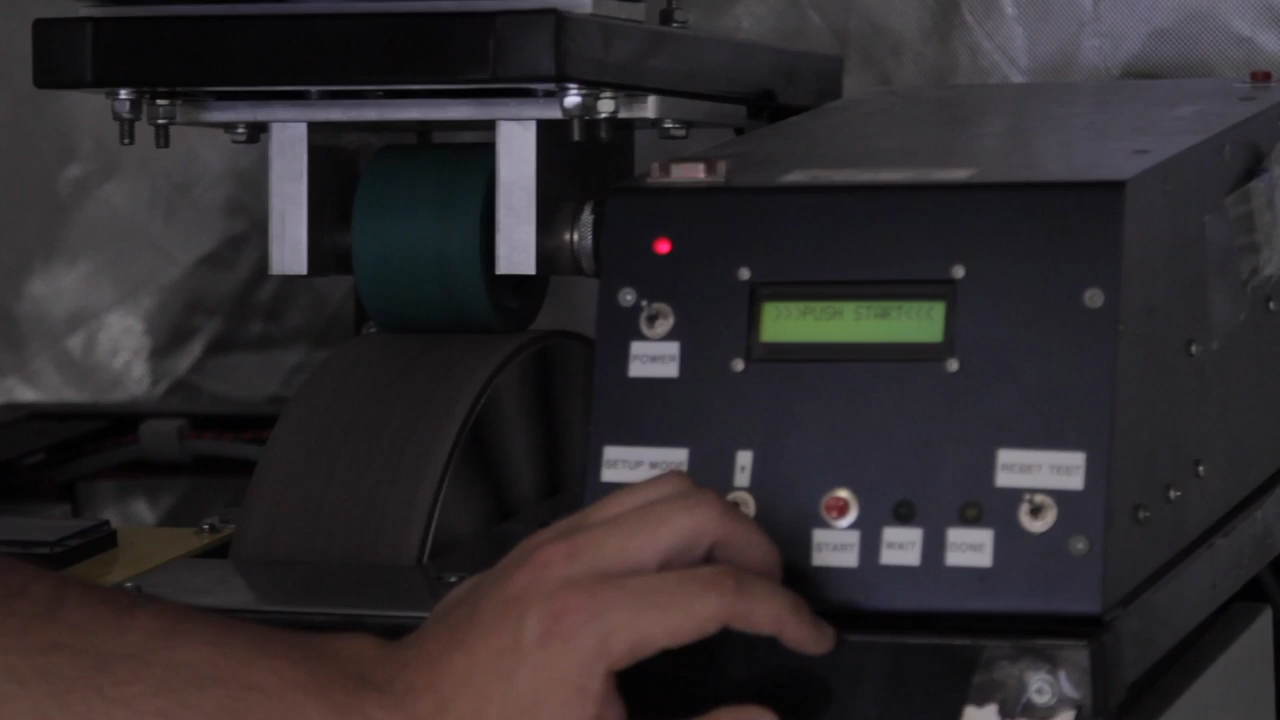 >>>PUSH START<<<
POWER
SETUP MODE
RESET TEST
START
WAIT
DONE